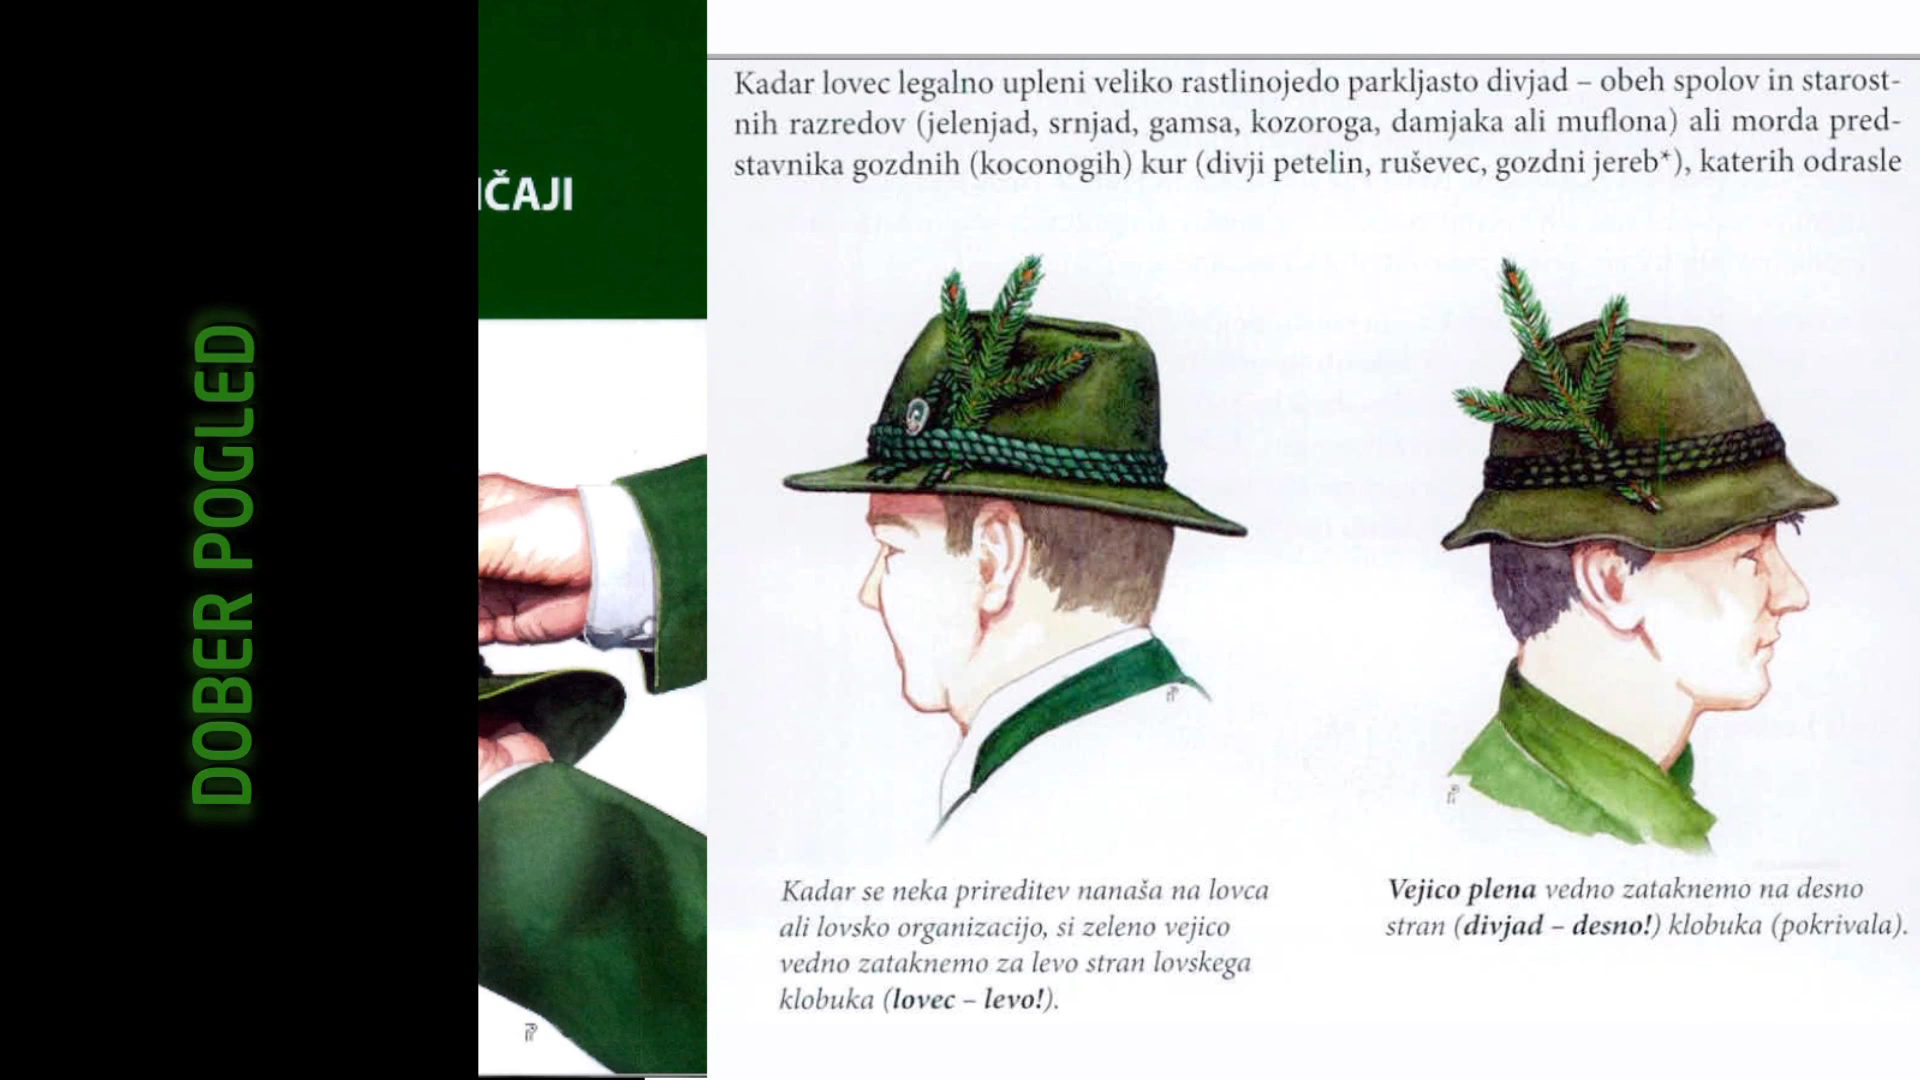 DOBER POGLED
IČAJI
Kadar lovec legalno upleni veliko rastlinojedo parkljasto divjad – obeh spolov in starost-
nih razredov (jelenjad, srnjad, gamsa, kozoroga, damjaka ali muflona) ali morda pred-
stavnika gozdnih (koconogih) kur (divji petelin, ruševec, gozdni jereb*), katerih odrasle
Kadar se neka prireditev nanaša na lovca
ali lovsko organizacijo, si zeleno vejico
vedno zataknemo za levo stran lovskega
klobuka (lovec – levo!).
Vejico plena vedno zataknemo na desno
stran (divjad – desno!) klobuka (pokrivala).